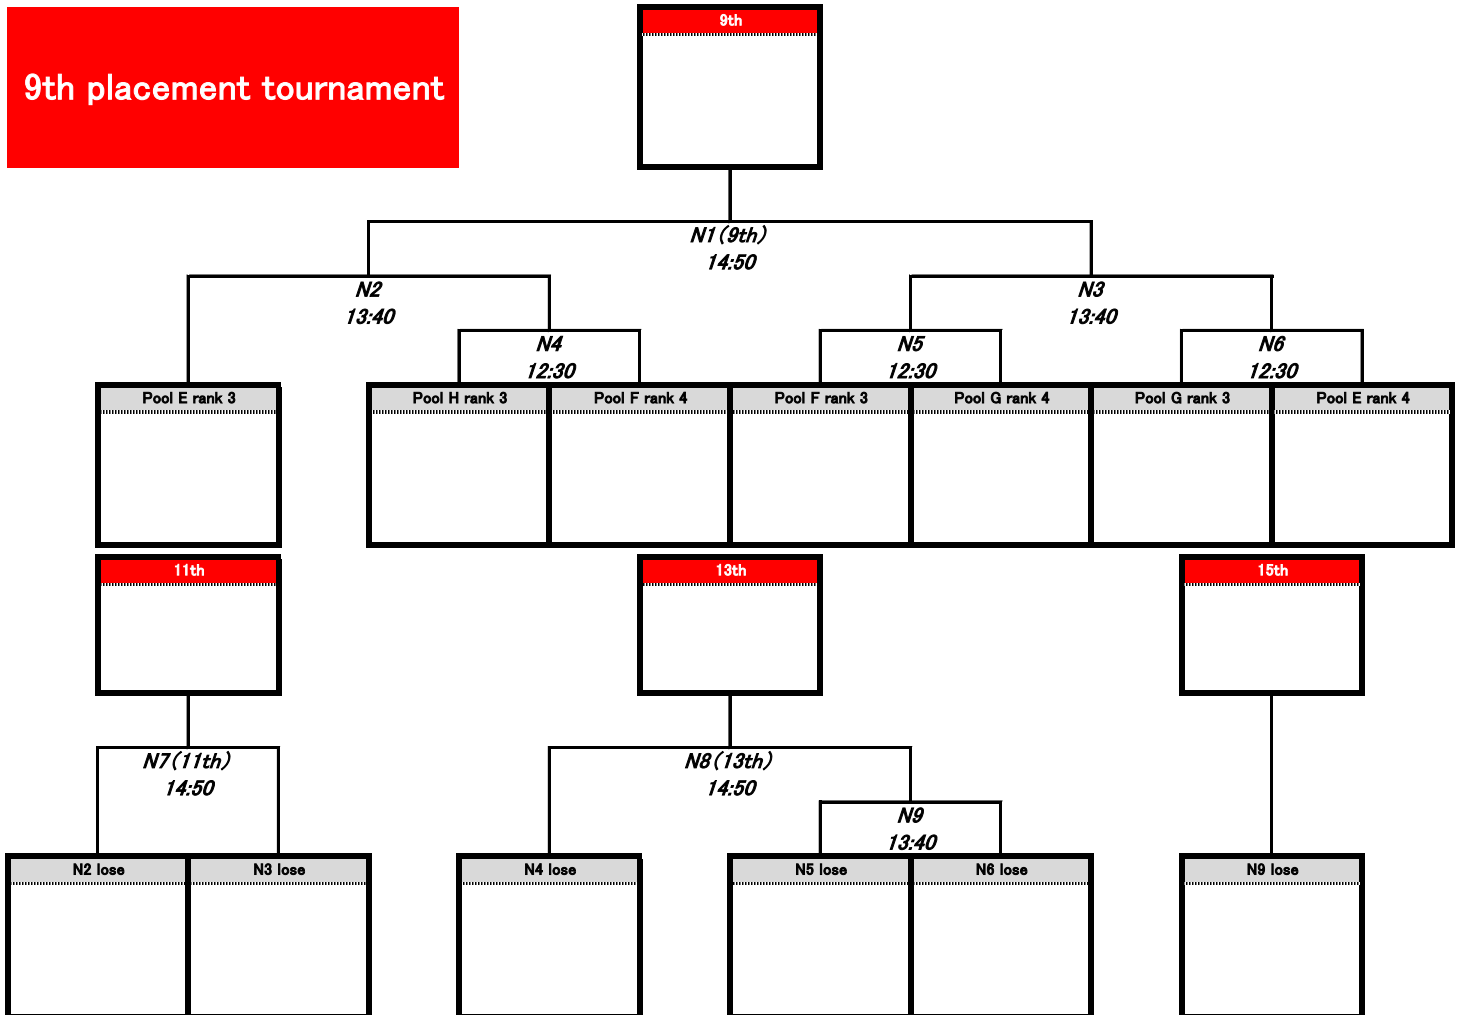 9th
9th placement tournament
N1(9th)
14:50
N2
13:40
N3
13:40
N4
12:30
N5
12:30
N6
12:30
Pool E rank 3
Pool H rank 3
Pool F rank 4
Pool F rank 3
Pool G rank 4
Pool G rank 3
Pool E rank 4
11th
13th
15th
N7(11th)
14:50
N8(13th)
14:50
N9
13:40
N2 lose
N3 lose
N4 lose
N5 lose
N6 lose
N9 lose